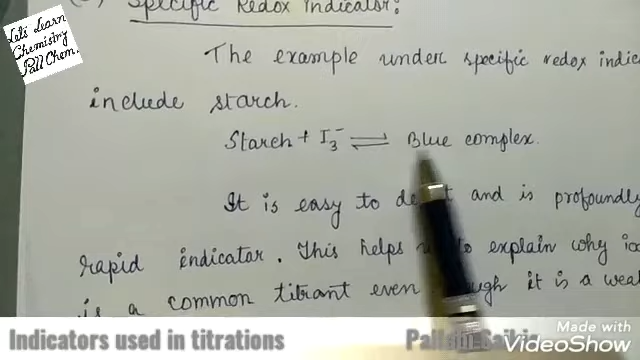 Specific Redox Indicator:
Let's Learn
Chemistry
Pall Chem.
The example under specific redox
include starch.
Starch + I₃⁻ ⇌ Blue complex.
It is easy to and is profoundly
rapid indicator. This helps explain why
is a common titrant even it is a
Indicators used in titrations
Made with
VideoShow